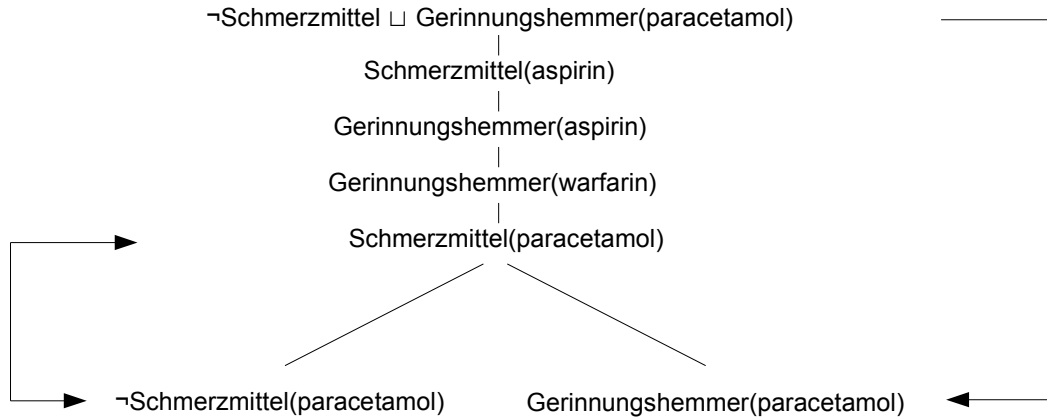 ¬Schmerzmittel ⊔ Gerinnungshemmer(paracetamol)
Schmerzmittel(aspirin)
Gerinnungshemmer(aspirin)
Gerinnungshemmer(warfarin)
Schmerzmittel(paracetamol)
¬Schmerzmittel(paracetamol) Gerinnungshemmer(paracetamol)